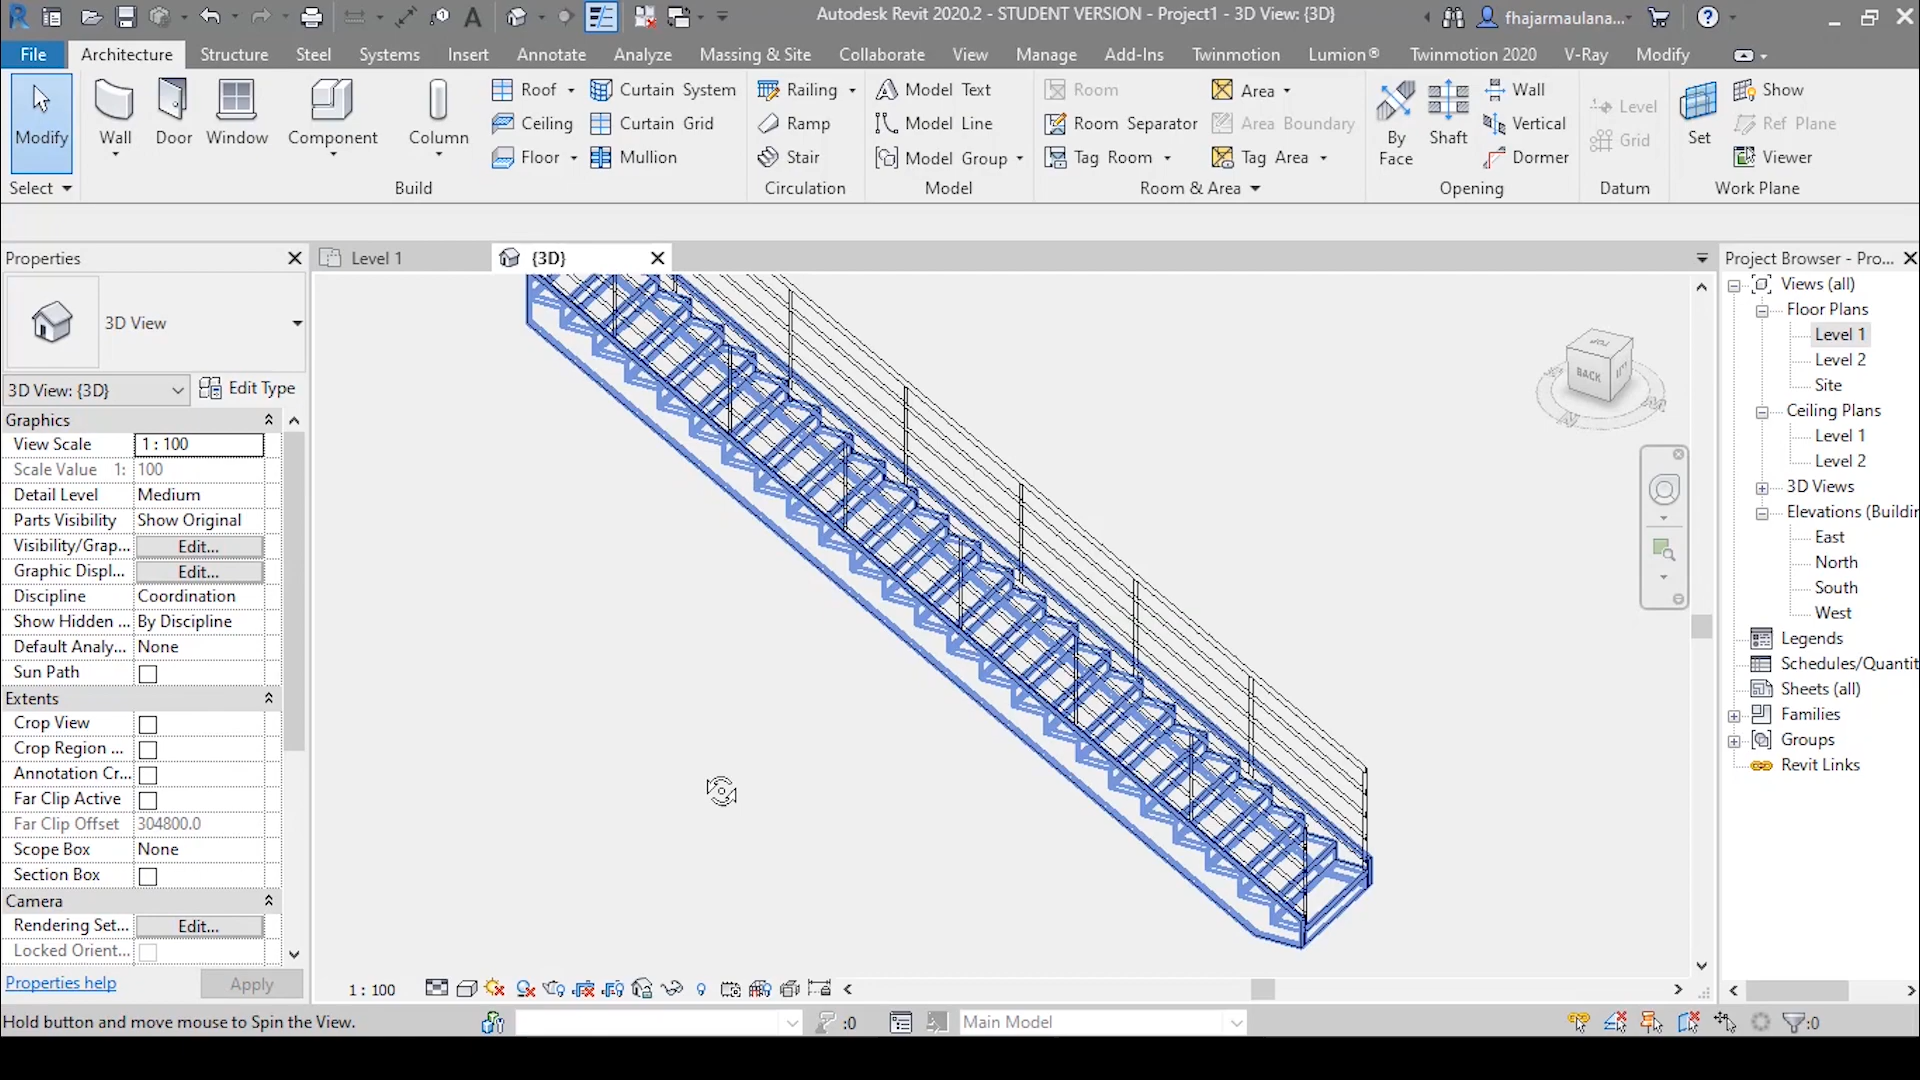 Autodesk Revit 2020.2 - STUDENT VERSION - Project1 - 3D View: {3D}
fhajarmaulana...
File Architecture Structure Steel Systems Insert Annotate Analyze Massing & Site Collaborate View Manage Add-Ins Twinmotion Lumion® Twinmotion 2020 V-Ray Modify
Modify
Wall
Door
Window
Component
Column
Roof
Ceiling
Floor
Curtain System
Curtain Grid
Mullion
Railing
Ramp
Stair
Model Text
Model Line
Model Group
Room
Room Separator
Tag Room
Area
Area Boundary
Tag Area
By Face
Shaft
Wall
Vertical
Dormer
Level
Grid
Set
Show
Ref Plane
Viewer
Select
Build
Circulation
Model
Room & Area
Opening
Datum
Work Plane
Properties
Level 1
{3D}
Project Browser - Pro...
3D View
3D View: {3D}
Edit Type
Graphics
View Scale 1 : 100
Scale Value 1: 100
Detail Level Medium
Parts Visibility Show Original
Visibility/Grap... Edit...
Graphic Displ... Edit...
Discipline Coordination
Show Hidden ... By Discipline
Default Analy... None
Sun Path
Extents
Crop View
Crop Region ...
Annotation Cr...
Far Clip Active
Far Clip Offset 304800.0
Scope Box None
Section Box
Camera
Rendering Set... Edit...
Locked Orient...
Properties help
Apply
BACK
Views (all)
Floor Plans
Level 1
Level 2
Site
Ceiling Plans
Level 1
Level 2
3D Views
Elevations (Buildin
East
North
South
West
Legends
Schedules/Quantit
Sheets (all)
Families
Groups
Revit Links
1 : 100
Hold button and move mouse to Spin the View.
:0
Main Model
:0